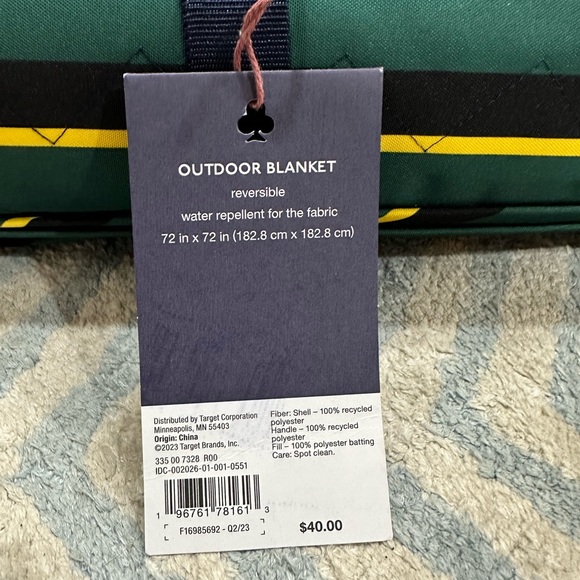 OUTDOOR BLANKET
reversible
water repellent for the fabric
72 in x 72 in (182.8 cm x 182.8 cm)
Distributed by Target Corporation
Minneapolis, MN 55403
Origin: China
©2023 Target Brands, Inc.
335 00 7328 R00
IDC-002026-01-001-0551
1 96761 78161 3
F16985692 - Q2/23
Fiber: Shell – 100% recycled
polyester
Handle – 100% recycled
polyester
Fill – 100% polyester batting
Care: Spot clean.
$40.00